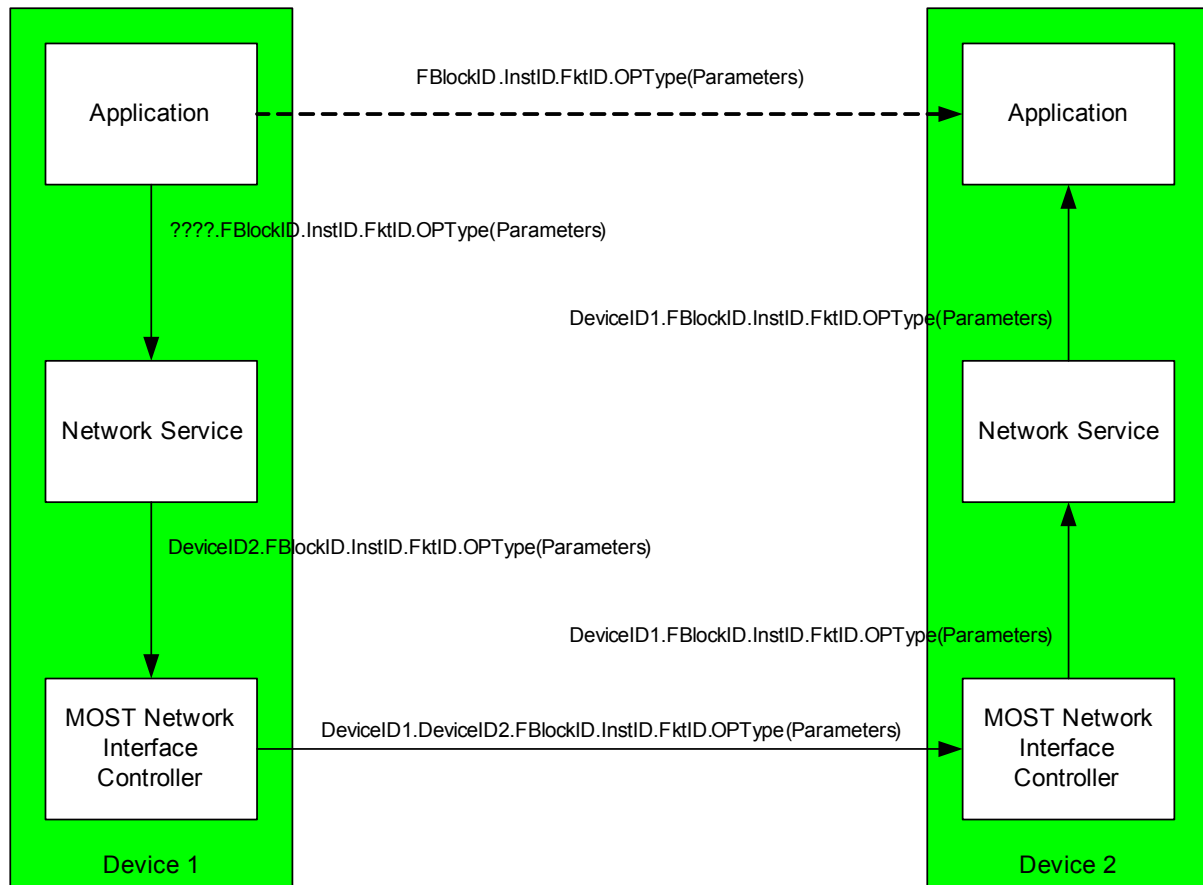 FBlockID.InstID.FktID.OPType(Parameters)
Application
Application
????.FBlockID.InstID.FktID.OPType(Parameters)
DeviceID1.FBlockID.InstID.FktID.OPType(Parameters)
Network Service
Network Service
DeviceID2.FBlockID.InstID.FktID.OPType(Parameters)
DeviceID1.FBlockID.InstID.FktID.OPType(Parameters)
MOST Network
Interface
Controller
DeviceID1.DeviceID2.FBlockID.InstID.FktID.OPType(Parameters)
MOST Network
Interface
Controller
Device 1
Device 2